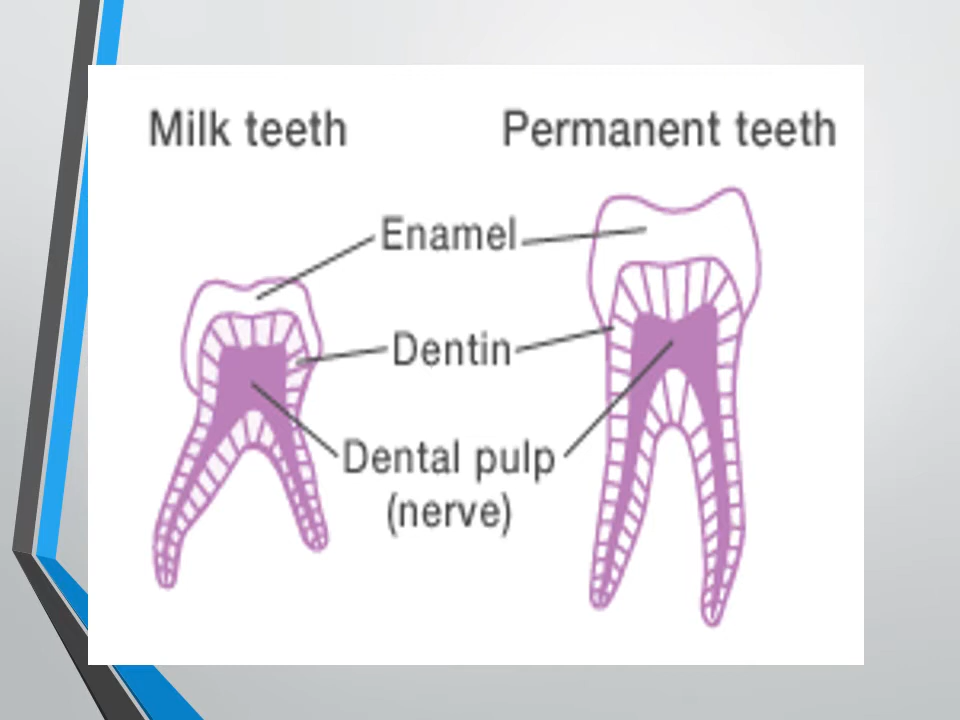 Milk teeth
Permanent teeth
Enamel
Dentin
Dental pulp
(nerve)